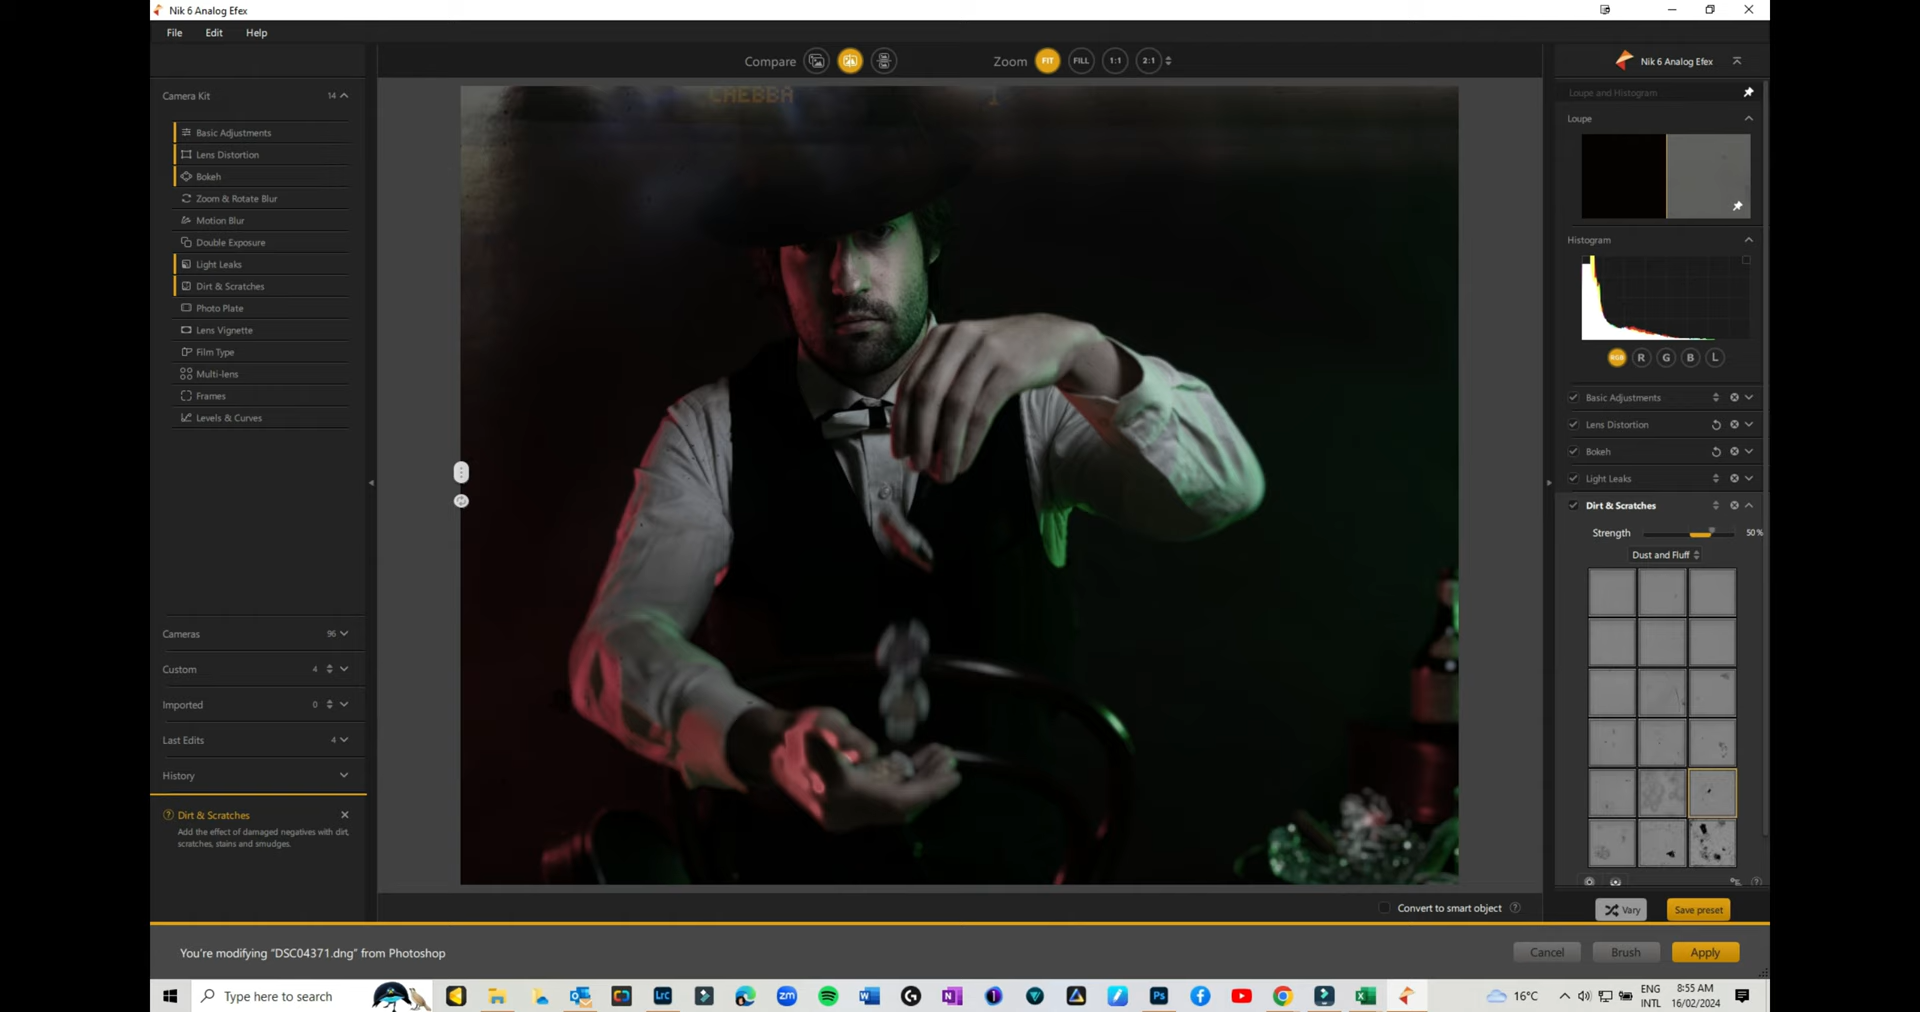 Nik 6 Analog Efex
File Edit Help
Compare
Zoom FIT FILL 1:1 2:1
Nik 6 Analog Efex
Camera Kit 14
Basic Adjustments
Lens Distortion
Bokeh
Zoom & Rotate Blur
Motion Blur
Double Exposure
Light Leaks
Dirt & Scratches
Photo Plate
Lens Vignette
Film Type
Multi-lens
Frames
Levels & Curves
Cameras 96
Custom 4
Imported 0
Last Edits 4
History
Dirt & Scratches
Add the effect of damaged negatives with dirt,
scratches, stains and smudges.
Loupe and Histogram
Loupe
Histogram
RGB R G B L
Basic Adjustments
Lens Distortion
Bokeh
Light Leaks
Dirt & Scratches
Strength 50 %
Dust and Fluff
Convert to smart object
Vary Save preset
You're modifying "DSC04371.dng" from Photoshop
Cancel Brush Apply
Type here to search
16°C
ENG
INTL
8:55 AM
16/02/2024